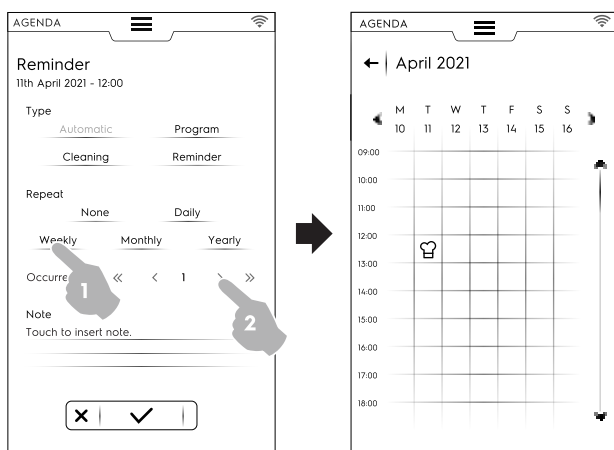 AGENDA
Reminder
11th April 2021 - 12:00
Type
Automatic Program
Cleaning Reminder
Repeat
None Daily
Weekly Monthly Yearly
Occurre 1
1
2
Note
Touch to insert note.
AGENDA
April 2021
M T W T F S S
10 11 12 13 14 15 16
09:00
10:00
11:00
12:00
13:00
14:00
15:00
16:00
17:00
18:00